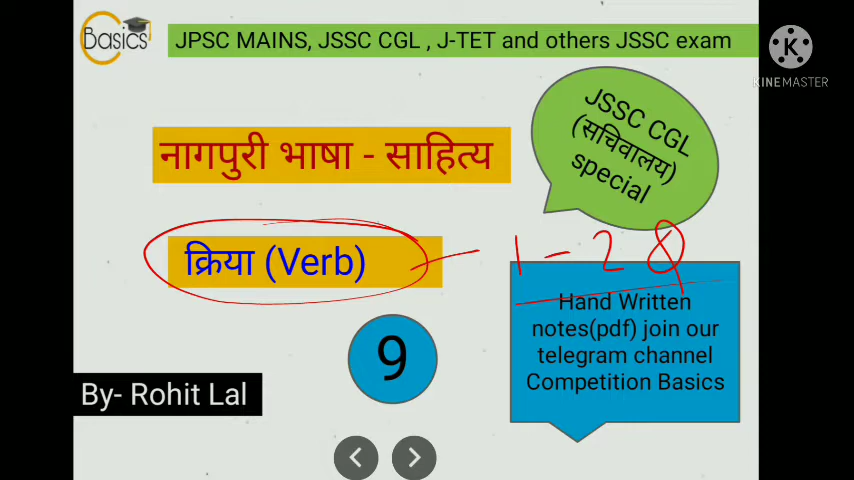 Basics
JPSC MAINS, JSSC CGL , J-TET and others JSSC exam
KINEMASTER
JSSC CGL
(सचिवालय)
special
नागपुरी भाषा - साहित्य
क्रिया (Verb)
1 - 2 Q
Hand Written
notes(pdf) join our
telegram channel
Competition Basics
9
By- Rohit Lal